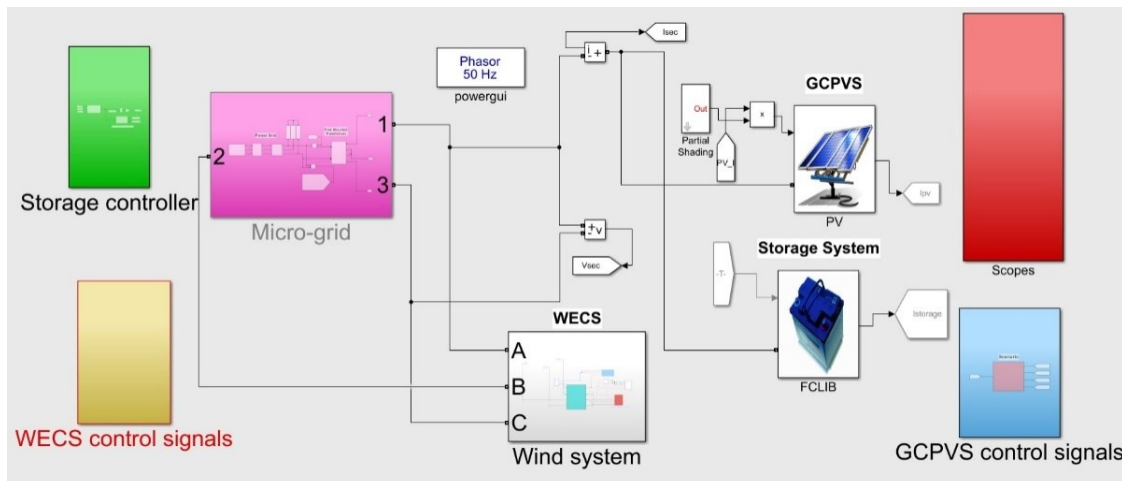 Isec
Phasor
50 Hz
powergui
i
+
-
GCPVS
Out
Partial
Shading
x
PV_I
PV
Ipv
1
2
3
Storage controller
Micro-grid
+
-
v
Vsec
Storage System
-T-
Istorage
FCLIB
Scopes
WECS
A
B
C
Wind system
WECS control signals
GCPVS control signals